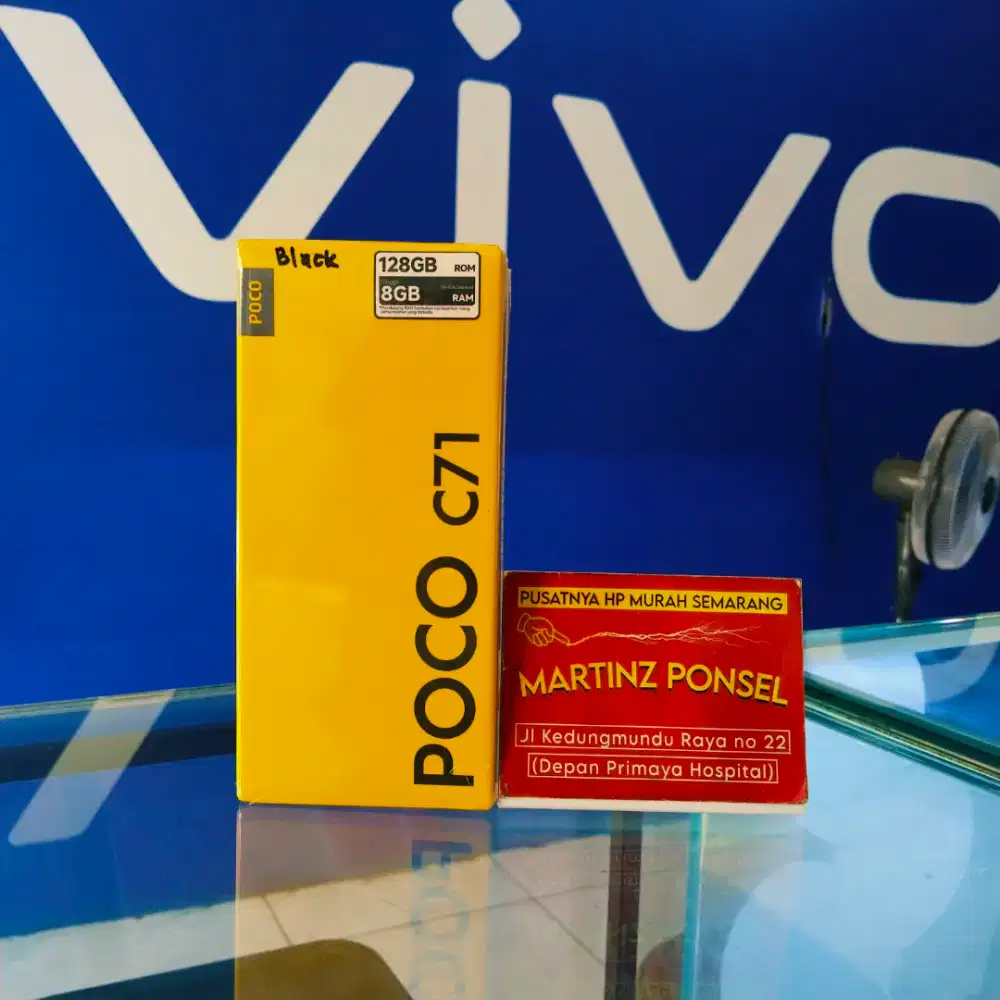 vivo
Black
POCO
128GB ROM
8GB RAM
POCO C71
PUSATNYA HP MURAH SEMARANG
MARTINZ PONSEL
Jl Kedungmundu Raya no 22
(Depan Primaya Hospital)